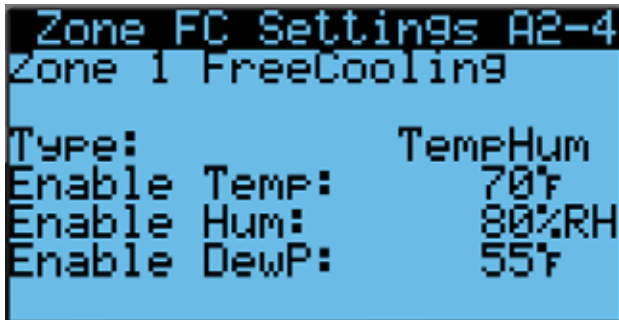 Zone FC Settings A2-4
Zone 1 FreeCooling
Type: TempHum
Enable Temp: 70°F
Enable Hum: 80%RH
Enable DewP: 55°F